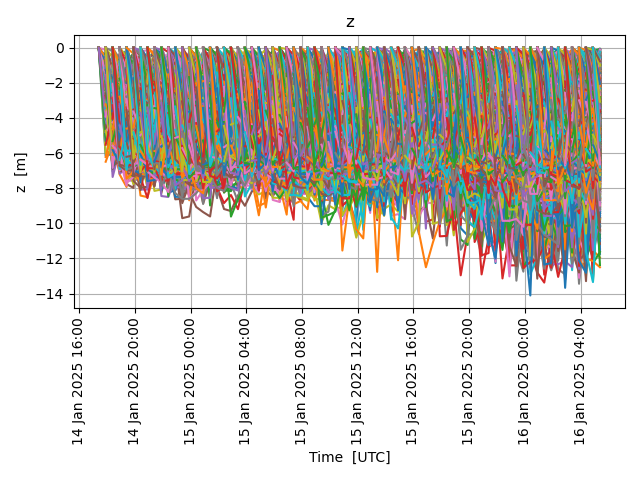 z
0
−2
−4
−6
−8
−10
−12
−14
z [m]
14 Jan 2025 16:00
14 Jan 2025 20:00
15 Jan 2025 00:00
15 Jan 2025 04:00
15 Jan 2025 08:00
15 Jan 2025 12:00
15 Jan 2025 16:00
15 Jan 2025 20:00
16 Jan 2025 00:00
16 Jan 2025 04:00
Time [UTC]